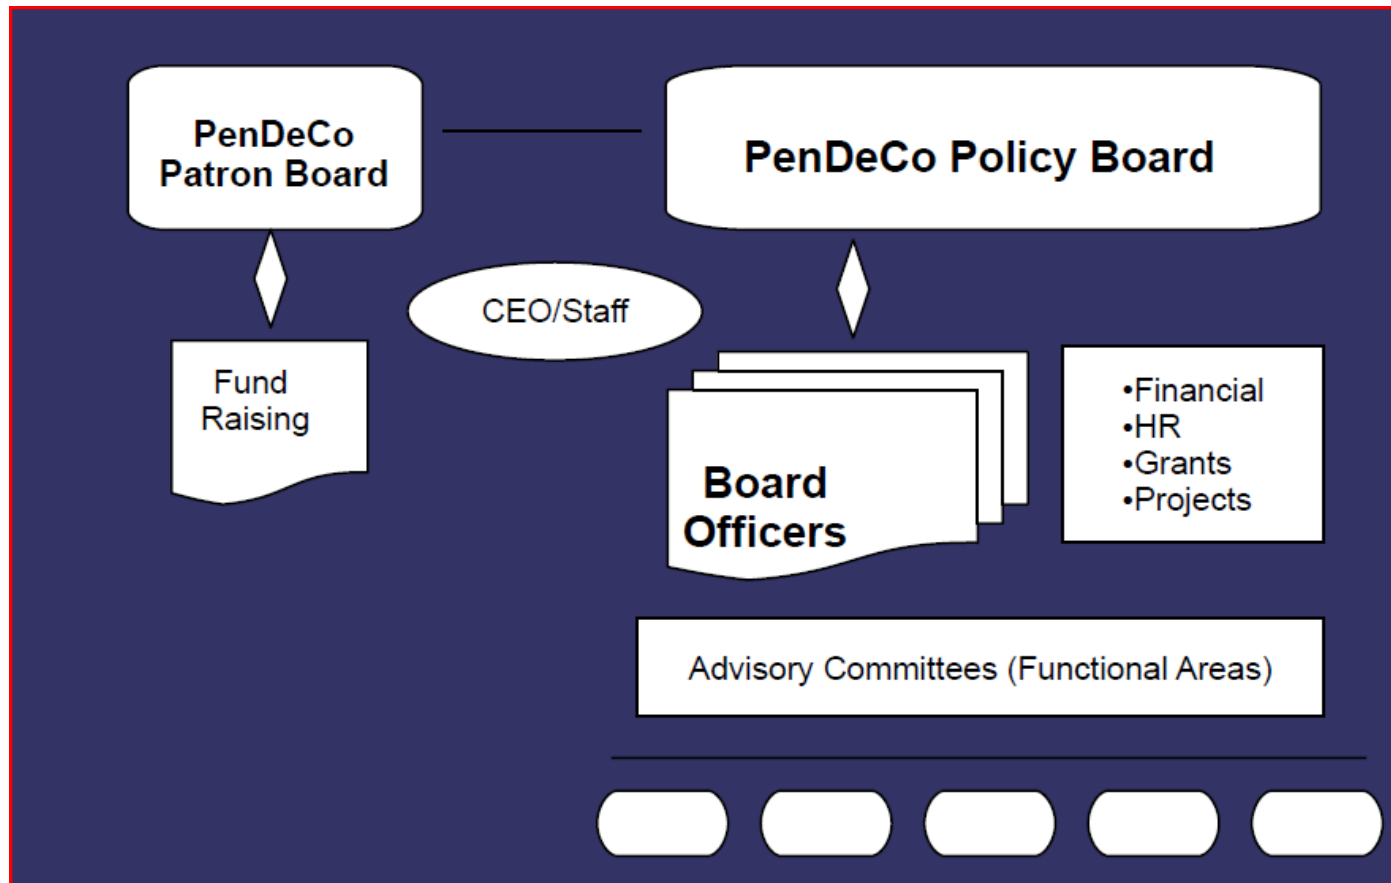 PenDeCo
Patron Board
PenDeCo Policy Board
CEO/Staff
Fund
Raising
Board
Officers
•Financial
•HR
•Grants
•Projects
Advisory Committees (Functional Areas)